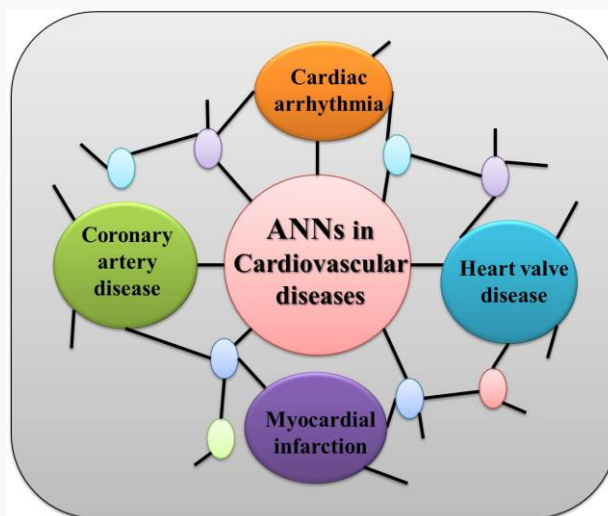 Cardiac
arrhythmia
ANNs in
Cardiovascular
diseases
Coronary
artery
disease
Heart valve
disease
Myocardial
infarction